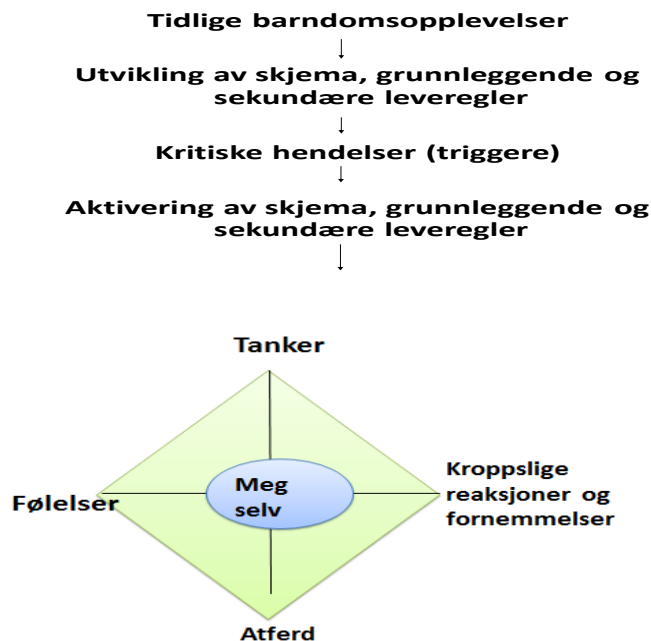 Tidlige barndomsopplevelser
Utvikling av skjema, grunnleggende og
sekundære leveregler
Kritiske hendelser (triggere)
Aktivering av skjema, grunnleggende og
sekundære leveregler
Tanker
Følelser
Meg
selv
Kroppslige
reaksjoner og
fornemmelser
Atferd